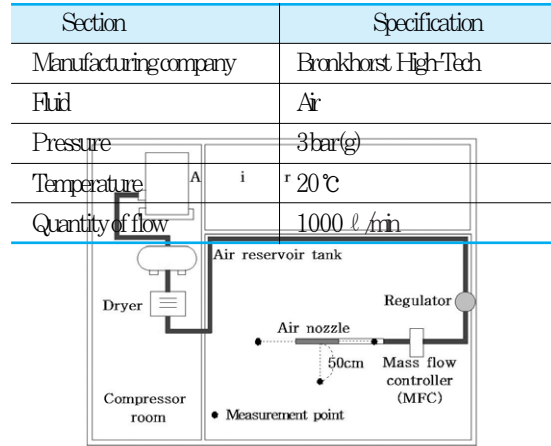 Section Specification
Manufacturing company Bronkhorst High-Tech
Fluid Air
Pressure 3 bar(g)
Temperature 20℃
A i r
Quantity of flow 1000 ℓ/min
Air reservoir tank
Dryer
Regulator
Air nozzle
50cm
Mass flow
controller
(MFC)
Compressor
room
• Measurement point